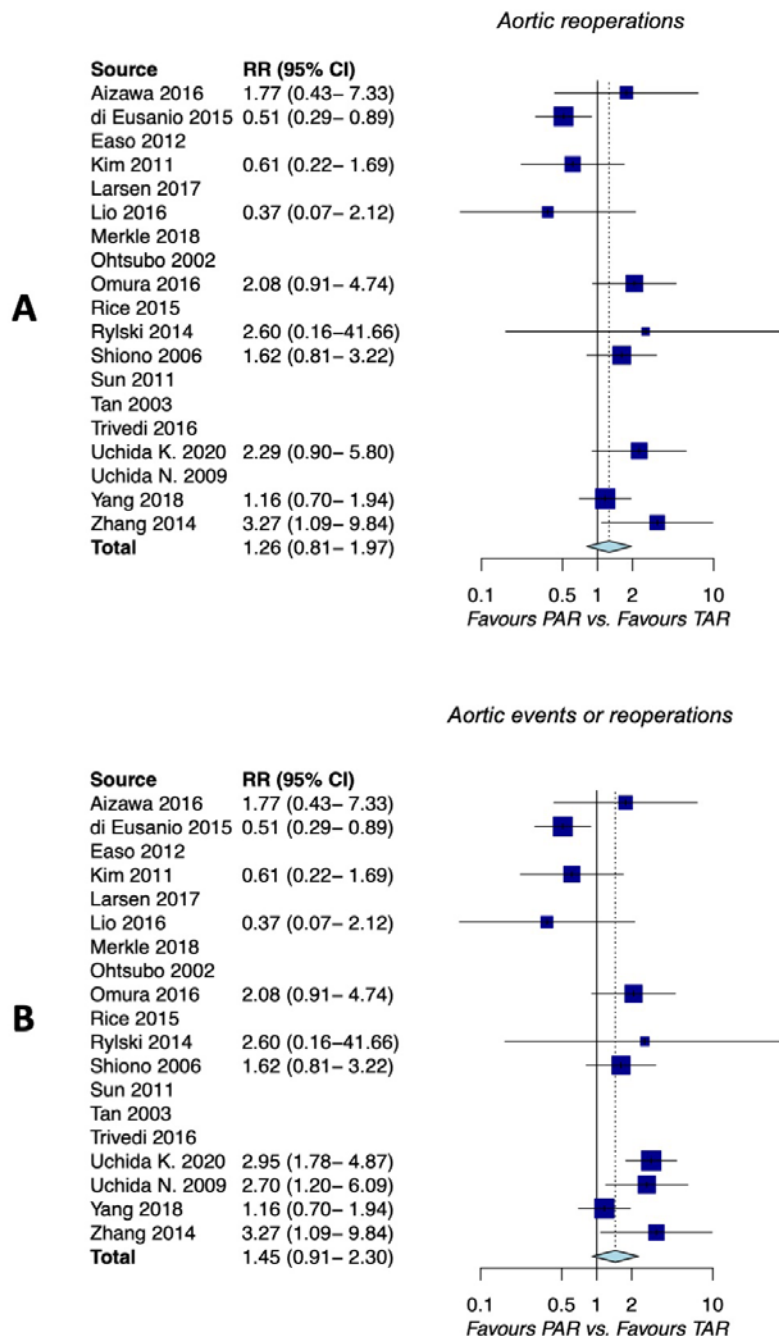 Aortic reoperations
Source RR (95% CI)
Aizawa 2016 1.77 (0.43– 7.33)
di Eusanio 2015 0.51 (0.29– 0.89)
Easo 2012
Kim 2011 0.61 (0.22– 1.69)
Larsen 2017
Lio 2016 0.37 (0.07– 2.12)
Merkle 2018
Ohtsubo 2002
Omura 2016 2.08 (0.91– 4.74)
A
Rice 2015
Rylski 2014 2.60 (0.16–41.66)
Shiono 2006 1.62 (0.81– 3.22)
Sun 2011
Tan 2003
Trivedi 2016
Uchida K. 2020 2.29 (0.90– 5.80)
Uchida N. 2009
Yang 2018 1.16 (0.70– 1.94)
Zhang 2014 3.27 (1.09– 9.84)
Total 1.26 (0.81– 1.97)
0.1 0.5 1 2 10
Favours PAR vs. Favours TAR
Aortic events or reoperations
Source RR (95% CI)
Aizawa 2016 1.77 (0.43– 7.33)
di Eusanio 2015 0.51 (0.29– 0.89)
Easo 2012
Kim 2011 0.61 (0.22– 1.69)
Larsen 2017
Lio 2016 0.37 (0.07– 2.12)
Merkle 2018
Ohtsubo 2002
Omura 2016 2.08 (0.91– 4.74)
B
Rice 2015
Rylski 2014 2.60 (0.16–41.66)
Shiono 2006 1.62 (0.81– 3.22)
Sun 2011
Tan 2003
Trivedi 2016
Uchida K. 2020 2.95 (1.78– 4.87)
Uchida N. 2009 2.70 (1.20– 6.09)
Yang 2018 1.16 (0.70– 1.94)
Zhang 2014 3.27 (1.09– 9.84)
Total 1.45 (0.91– 2.30)
0.1 0.5 1 2 10
Favours PAR vs. Favours TAR